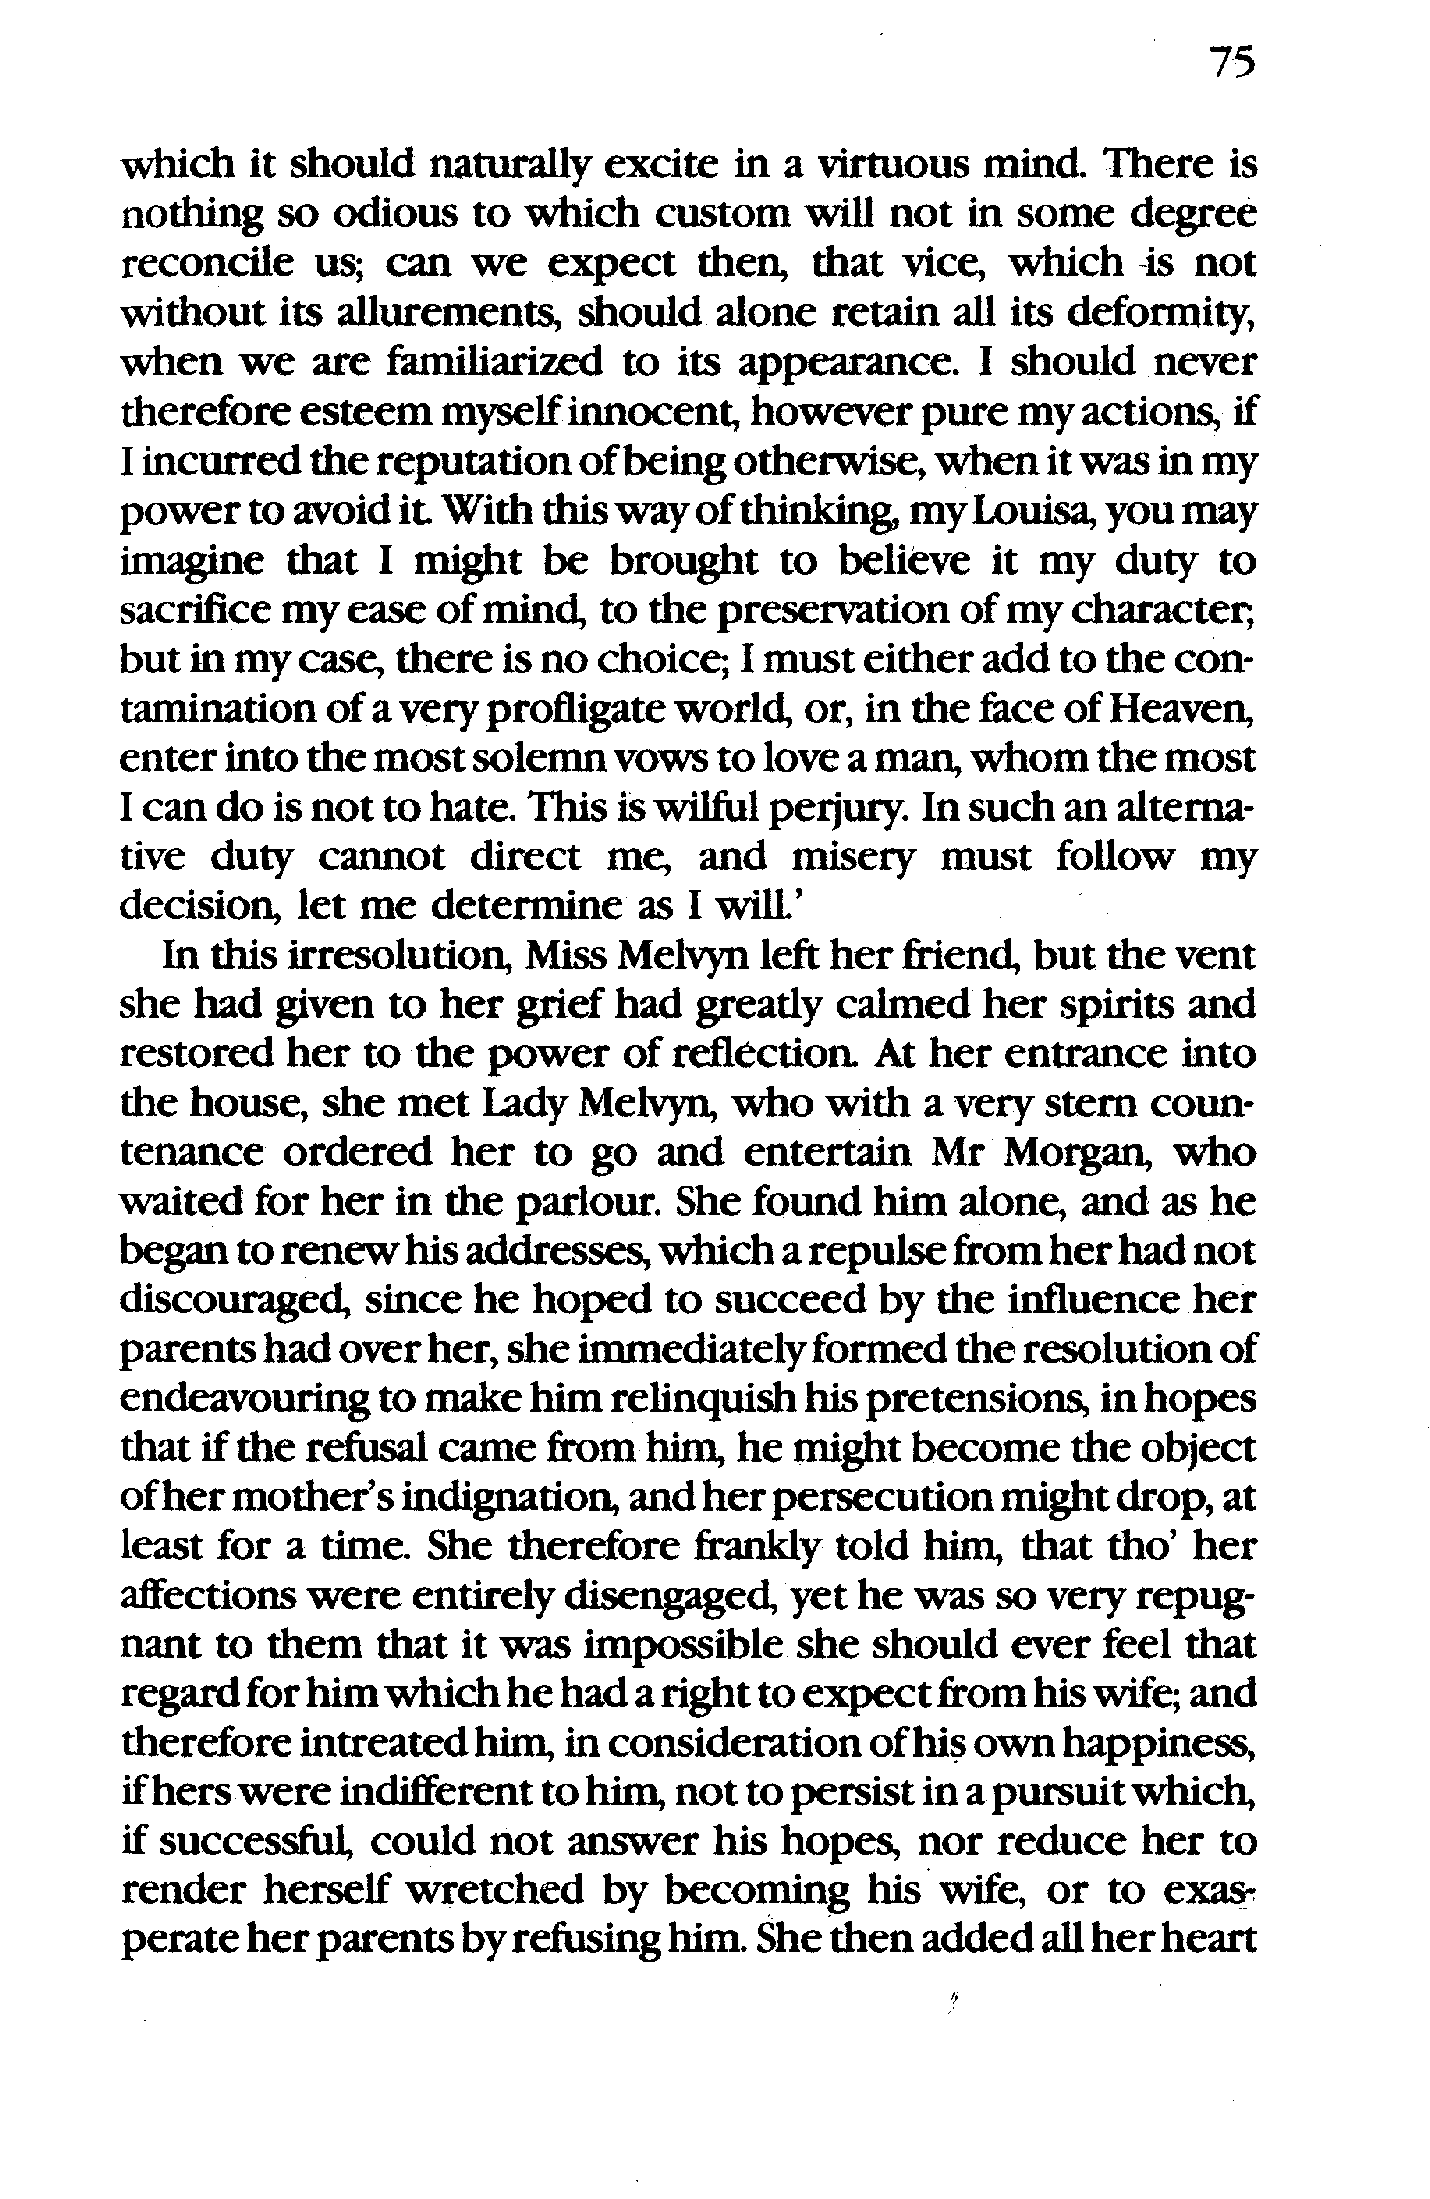 75
which it should naturally excite in a virtuous mind. There is
nothing so odious to which custom will not in some degree
reconcile us; can we expect then, that vice, which is not
without its allurements, should alone retain all its deformity,
when we are familiarized to its appearance. I should never
therefore esteem myself innocent, however pure my actions, if
I incurred the reputation of being otherwise, when it was in my
power to avoid it. With this way of thinking, my Louisa, you may
imagine that I might be brought to believe it my duty to
sacrifice my ease of mind, to the preservation of my character;
but in my case, there is no choice; I must either add to the con-
tamination of a very profligate world, or, in the face of Heaven,
enter into the most solemn vows to love a man, whom the most
I can do is not to hate. This is wilful perjury. In such an alterna-
tive duty cannot direct me, and misery must follow my
decision, let me determine as I will.'
In this irresolution, Miss Melvyn left her friend, but the vent
she had given to her grief had greatly calmed her spirits and
restored her to the power of reflection. At her entrance into
the house, she met Lady Melvyn, who with a very stern coun-
tenance ordered her to go and entertain Mr Morgan, who
waited for her in the parlour. She found him alone, and as he
began to renew his addresses, which a repulse from her had not
discouraged, since he hoped to succeed by the influence her
parents had over her, she immediately formed the resolution of
endeavouring to make him relinquish his pretensions, in hopes
that if the refusal came from him, he might become the object
of her mother's indignation, and her persecution might drop, at
least for a time. She therefore frankly told him, that tho' her
affections were entirely disengaged, yet he was so very repug-
nant to them that it was impossible she should ever feel that
regard for him which he had a right to expect from his wife; and
therefore intreated him, in consideration of his own happiness,
if hers were indifferent to him, not to persist in a pursuit which,
if successful, could not answer his hopes, nor reduce her to
render herself wretched by becoming his wife, or to exas-
perate her parents by refusing him. She then added all her heart